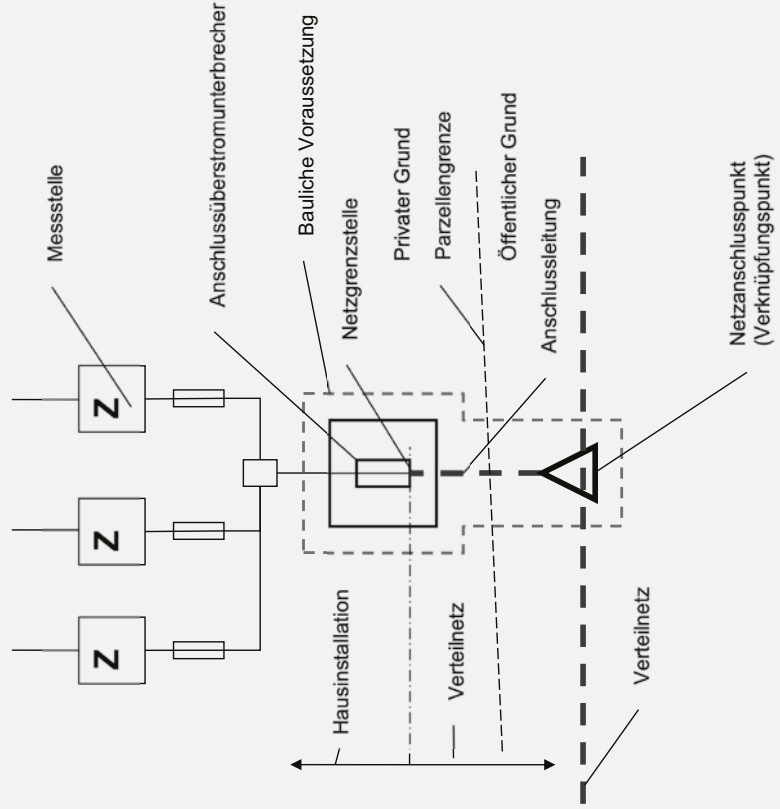 Messstelle
Anschlussüberstromunterbrecher
Bauliche Voraussetzung
Netzgrenzstelle
Privater Grund
Parzellengrenze
Öffentlicher Grund
Anschlussleitung
Netzanschlusspunkt
(Verknüpfungspunkt)
Z
Z
Z
Hausinstallation
Verteilnetz
Verteilnetz